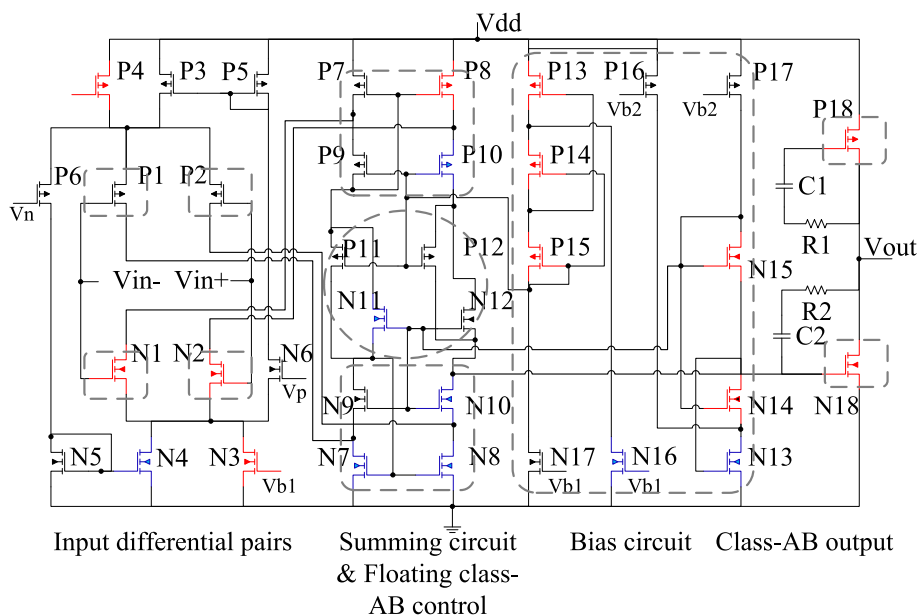 Vdd
P4
P3
P5
P7
P8
P13
P16
P17
Vb2
Vb2
P18
P6
P1
P2
P9
P10
P14
C1
Vn
R1
P11
P12
P15
Vout
Vin-
Vin+
N15
N11
N12
R2
C2
N1
N2
N6
Vp
N9
N10
N14
N18
N5
N4
N3
N7
N8
N17
N16
N13
Vb1
Vb1
Vb1
Input differential pairs
Summing circuit
& Floating class-
AB control
Bias circuit
Class-AB output